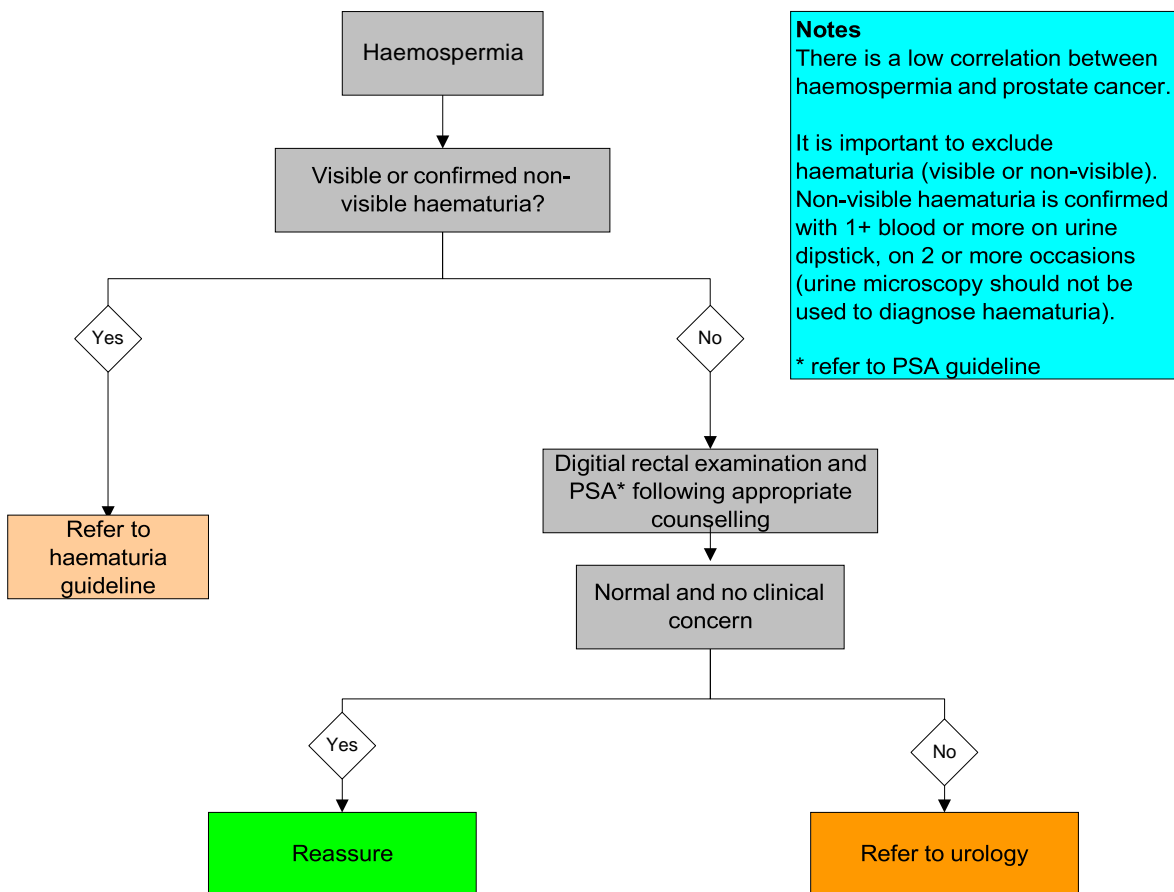 Haemospermia
Visible or confirmed non-
visible haematuria?
Yes
No
Refer to
haematuria
guideline
Digitial rectal examination and
PSA* following appropriate
counselling
Normal and no clinical
concern
Yes
No
Reassure
Refer to urology
Notes
There is a low correlation between
haemospermia and prostate cancer.
It is important to exclude
haematuria (visible or non-visible).
Non-visible haematuria is confirmed
with 1+ blood or more on urine
dipstick, on 2 or more occasions
(urine microscopy should not be
used to diagnose haematuria).
* refer to PSA guideline